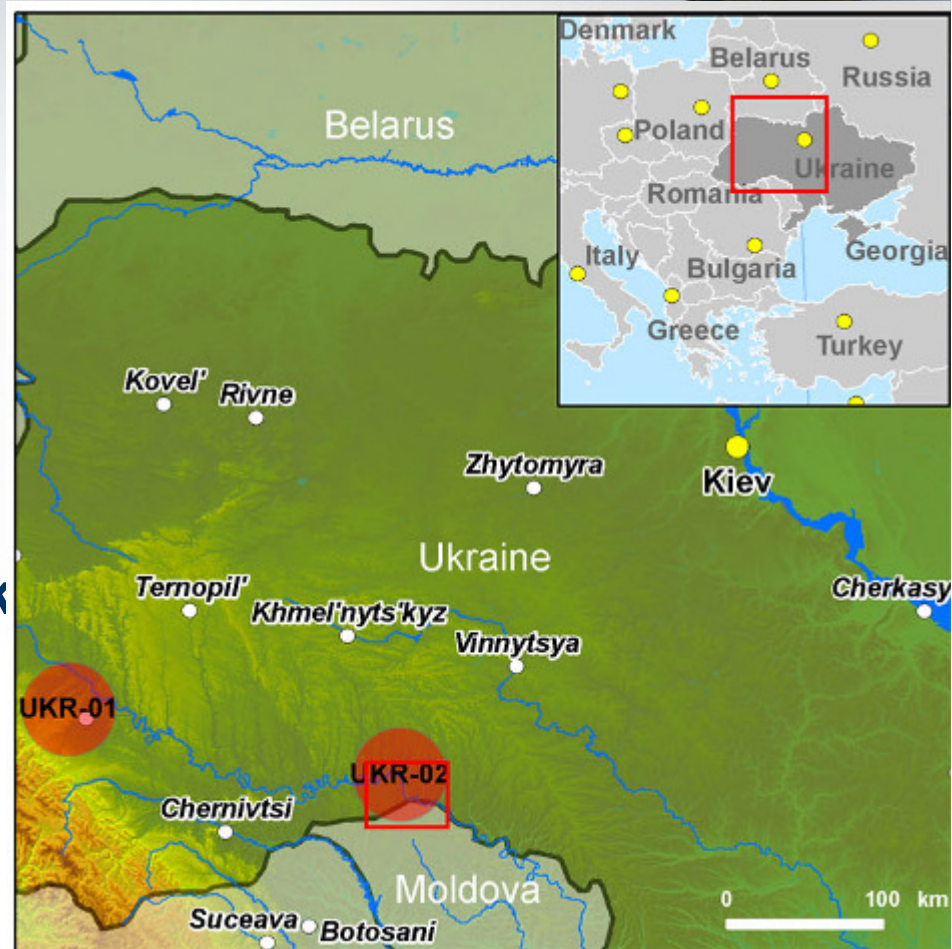 Denmark
Belarus
Russia
Poland
Ukraine
Romania
Italy
Georgia
Bulgaria
Greece
Turkey
Belarus
Kovel'
Rivne
Zhytomyra
Kiev
Ukraine
Ternopil'
Cherkasy
Khmel'nyts'kyz
Vinnytsya
UKR-01
UKR-02
Chernivtsi
Moldova
0 100 km
Suceava
Botosani